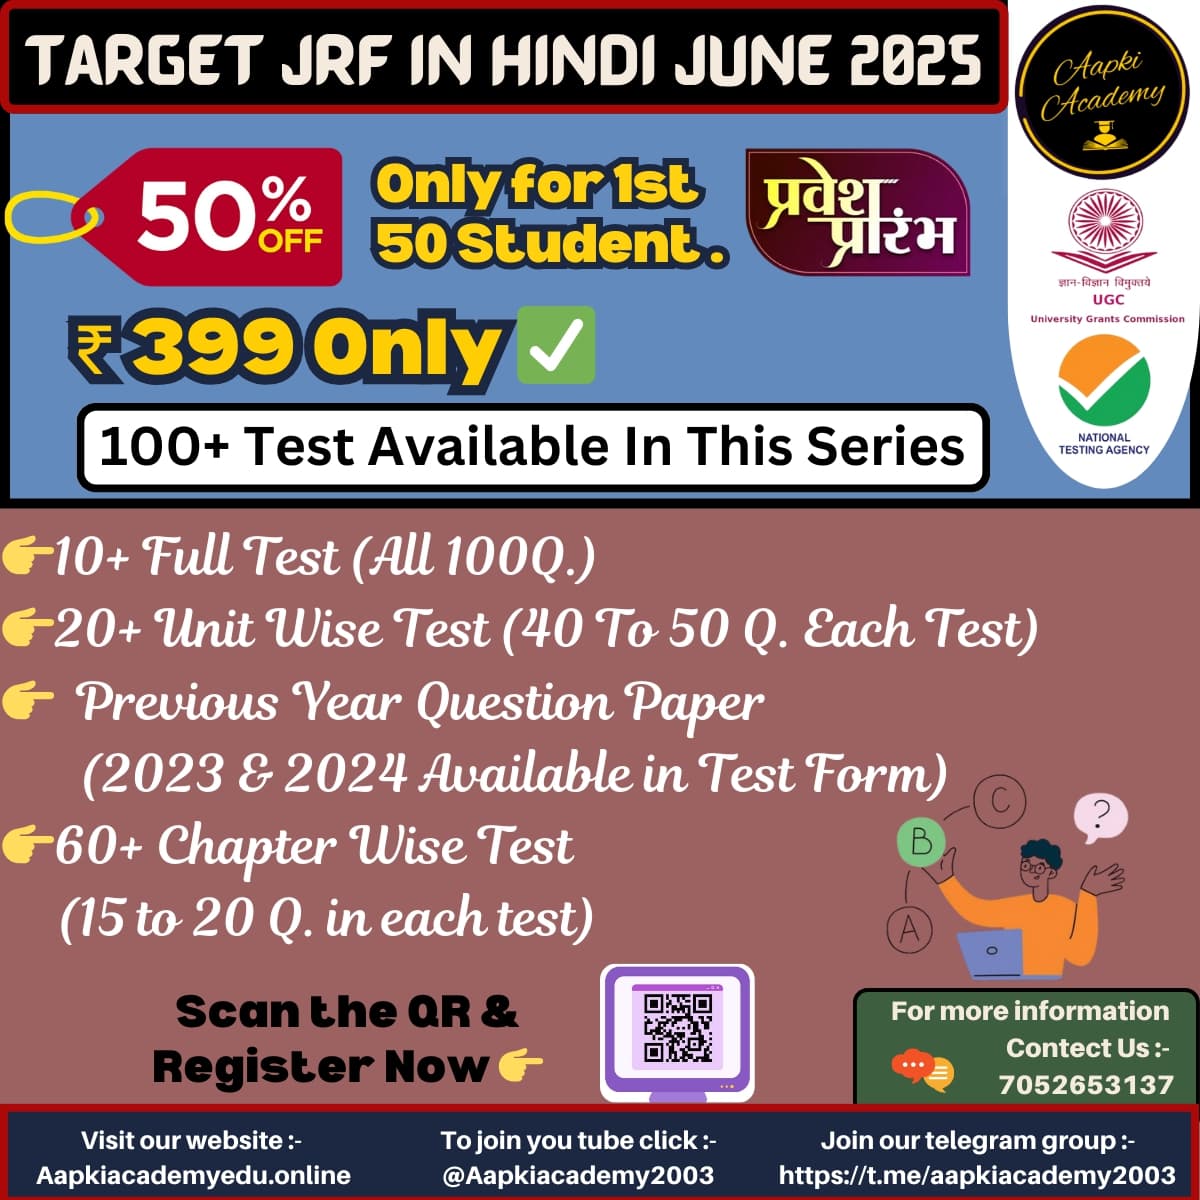 TARGET JRF IN HINDI JUNE 2025
Aapki
Academy
50% OFF
Only for 1st
50 Student.
प्रवेश
प्रारंभ
ज्ञान-विज्ञान विमुक्तये
UGC
University Grants Commission
₹ 399 Only
NATIONAL
TESTING AGENCY
100+ Test Available In This Series
10+ Full Test (All 100Q.)
20+ Unit Wise Test (40 To 50 Q. Each Test)
Previous Year Question Paper
(2023 & 2024 Available in Test Form)
60+ Chapter Wise Test
(15 to 20 Q. in each test)
C
?
B
A
Scan the QR &
Register Now
For more information
Contect Us :-
7052653137
Visit our website :-
Aapkiacademyedu.online
To join you tube click :-
@Aapkiacademy2003
Join our telegram group :-
https://t.me/aapkiacademy2003